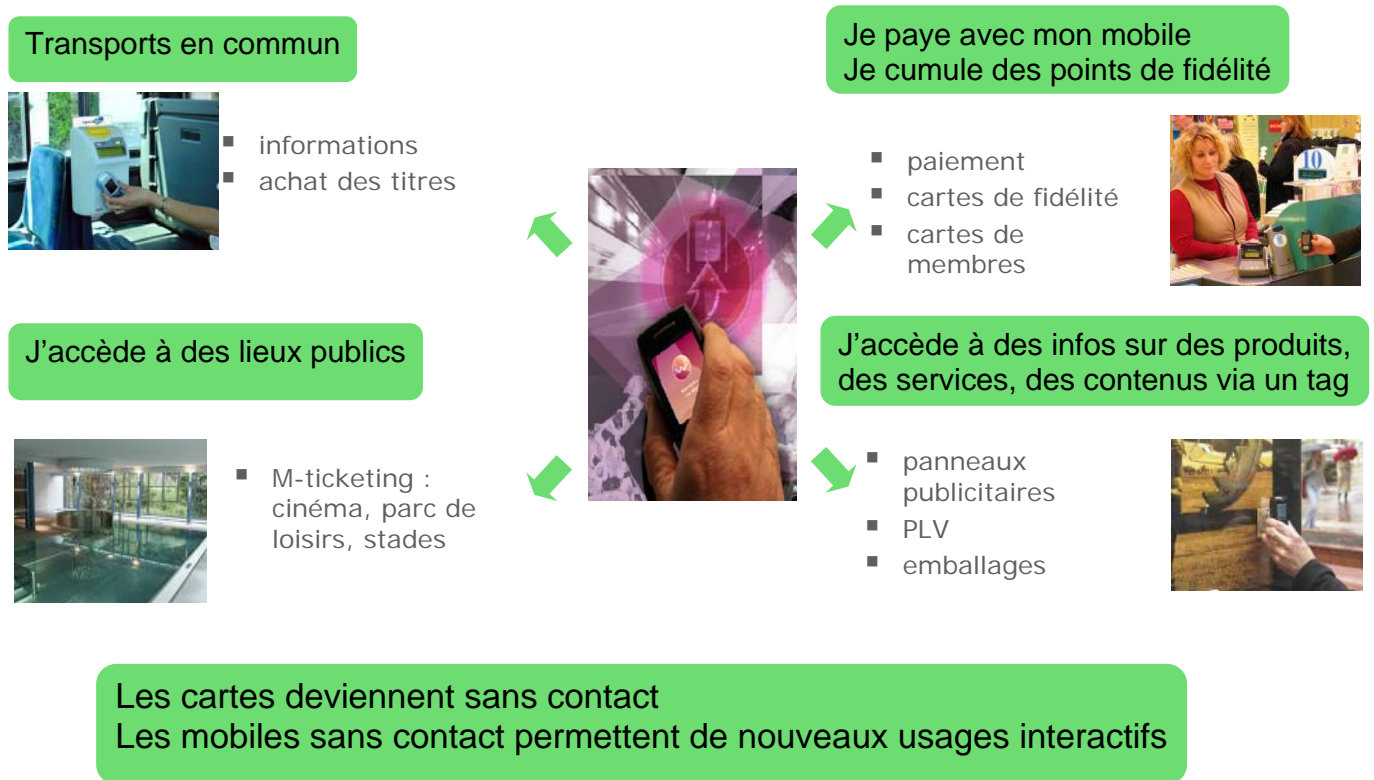 Transports en commun
informations
achat des titres
Je paye avec mon mobile
Je cumule des points de fidélité
paiement
cartes de fidélité
cartes de
membres
J’accède à des lieux publics
M-ticketing :
cinéma, parc de
loisirs, stades
J’accède à des infos sur des produits,
des services, des contenus via un tag
panneaux
publicitaires
PLV
emballages
10
Les cartes deviennent sans contact
Les mobiles sans contact permettent de nouveaux usages interactifs